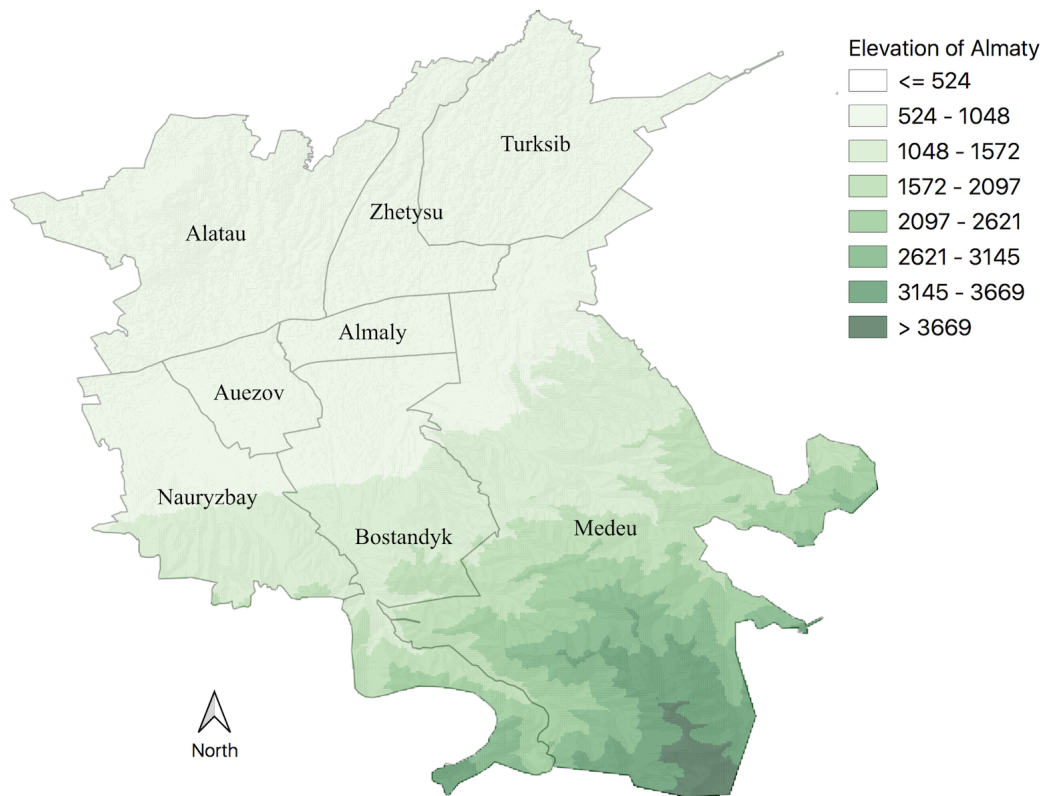 Elevation of Almaty
<= 524
524 - 1048
1048 - 1572
1572 - 2097
2097 - 2621
2621 - 3145
3145 - 3669
> 3669
Turksib
Zhetysu
Alatau
Almaly
Auezov
Nauryzbay
Bostandyk
Medeu
North